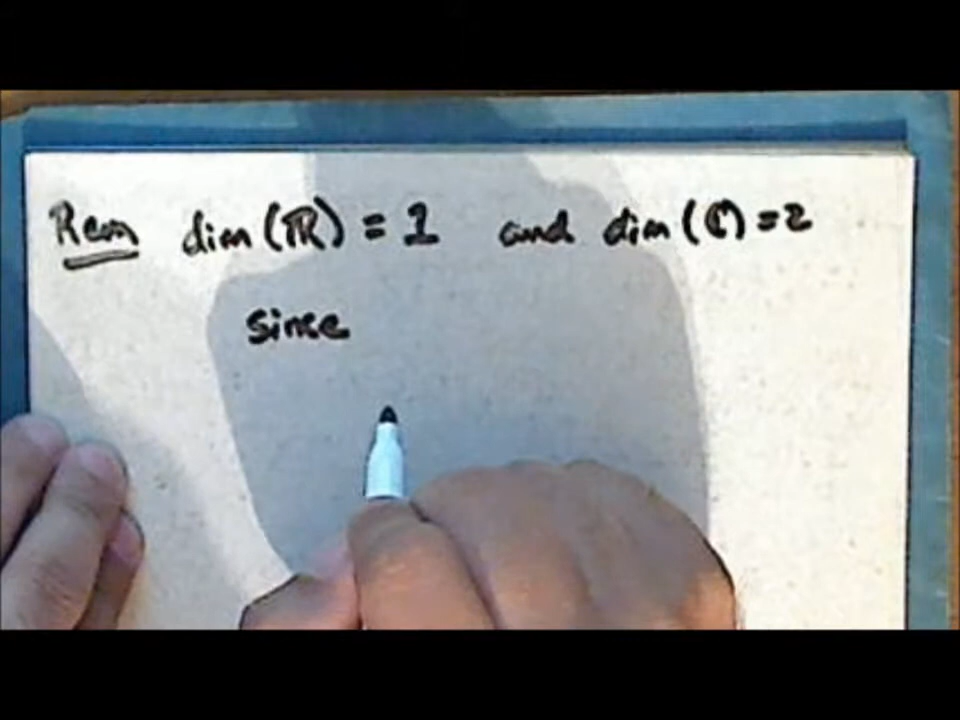 Rem dim(ℝ) = 1 and dim(ℂ) = 2
since